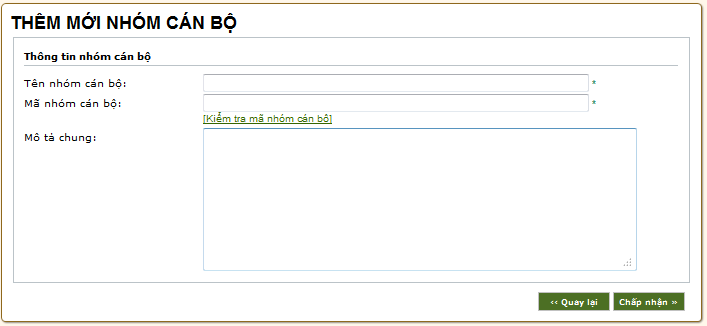 THÊM MỚI NHÓM CÁN BỘ
Thông tin nhóm cán bộ
Tên nhóm cán bộ: *
Mã nhóm cán bộ: *
[Kiểm tra mã nhóm cán bộ]
Mô tả chung:
‹‹ Quay lại Chấp nhận »